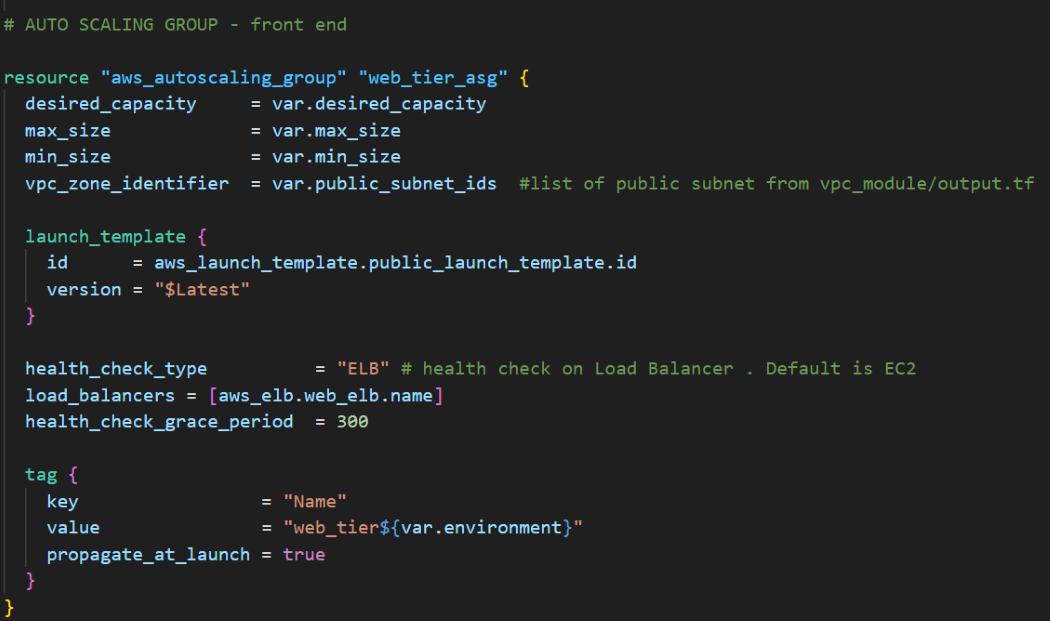 # AUTO SCALING GROUP - front end
resource "aws_autoscaling_group" "web_tier_asg" {
desired_capacity     = var.desired_capacity
max_size             = var.max_size
min_size             = var.min_size
vpc_zone_identifier  = var.public_subnet_ids  #list of public subnet from vpc_module/output.tf
launch_template {
id      = aws_launch_template.public_launch_template.id
version = "$Latest"
}
health_check_type          = "ELB" # health check on Load Balancer . Default is EC2
load_balancers = [aws_elb.web_elb.name]
health_check_grace_period  = 300
tag {
key                 = "Name"
value               = "web_tier${var.environment}"
propagate_at_launch = true
}
}